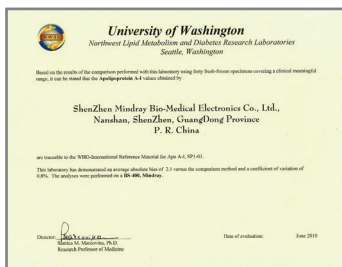 University of Washington
Northwest Lipid Metabolism and Diabetes Research Laboratories
Seattle, Washington
Based on the results of the comparison performed with this laboratory using forty fresh-frozen specimens covering a clinical meaningful
range, it can be stated that the Apolipoprotein A-I values obtained by
ShenZhen Mindray Bio-Medical Electronics Co., Ltd.,
Nanshan, ShenZhen, GuangDong Province
P. R. China
are traceable to the WHO-International Reference Material for Apo A-I, SP1-01.
This laboratory has demonstrated an average absolute bias of 2.1 versus the comparison method and a coefficient of variation of
0.8%. The analyses were performed on a BS-400, Mindray.
Director:
Santica M. Marcovina, Ph.D.
Research Professor of Medicine
Date of evaluation: June 2010